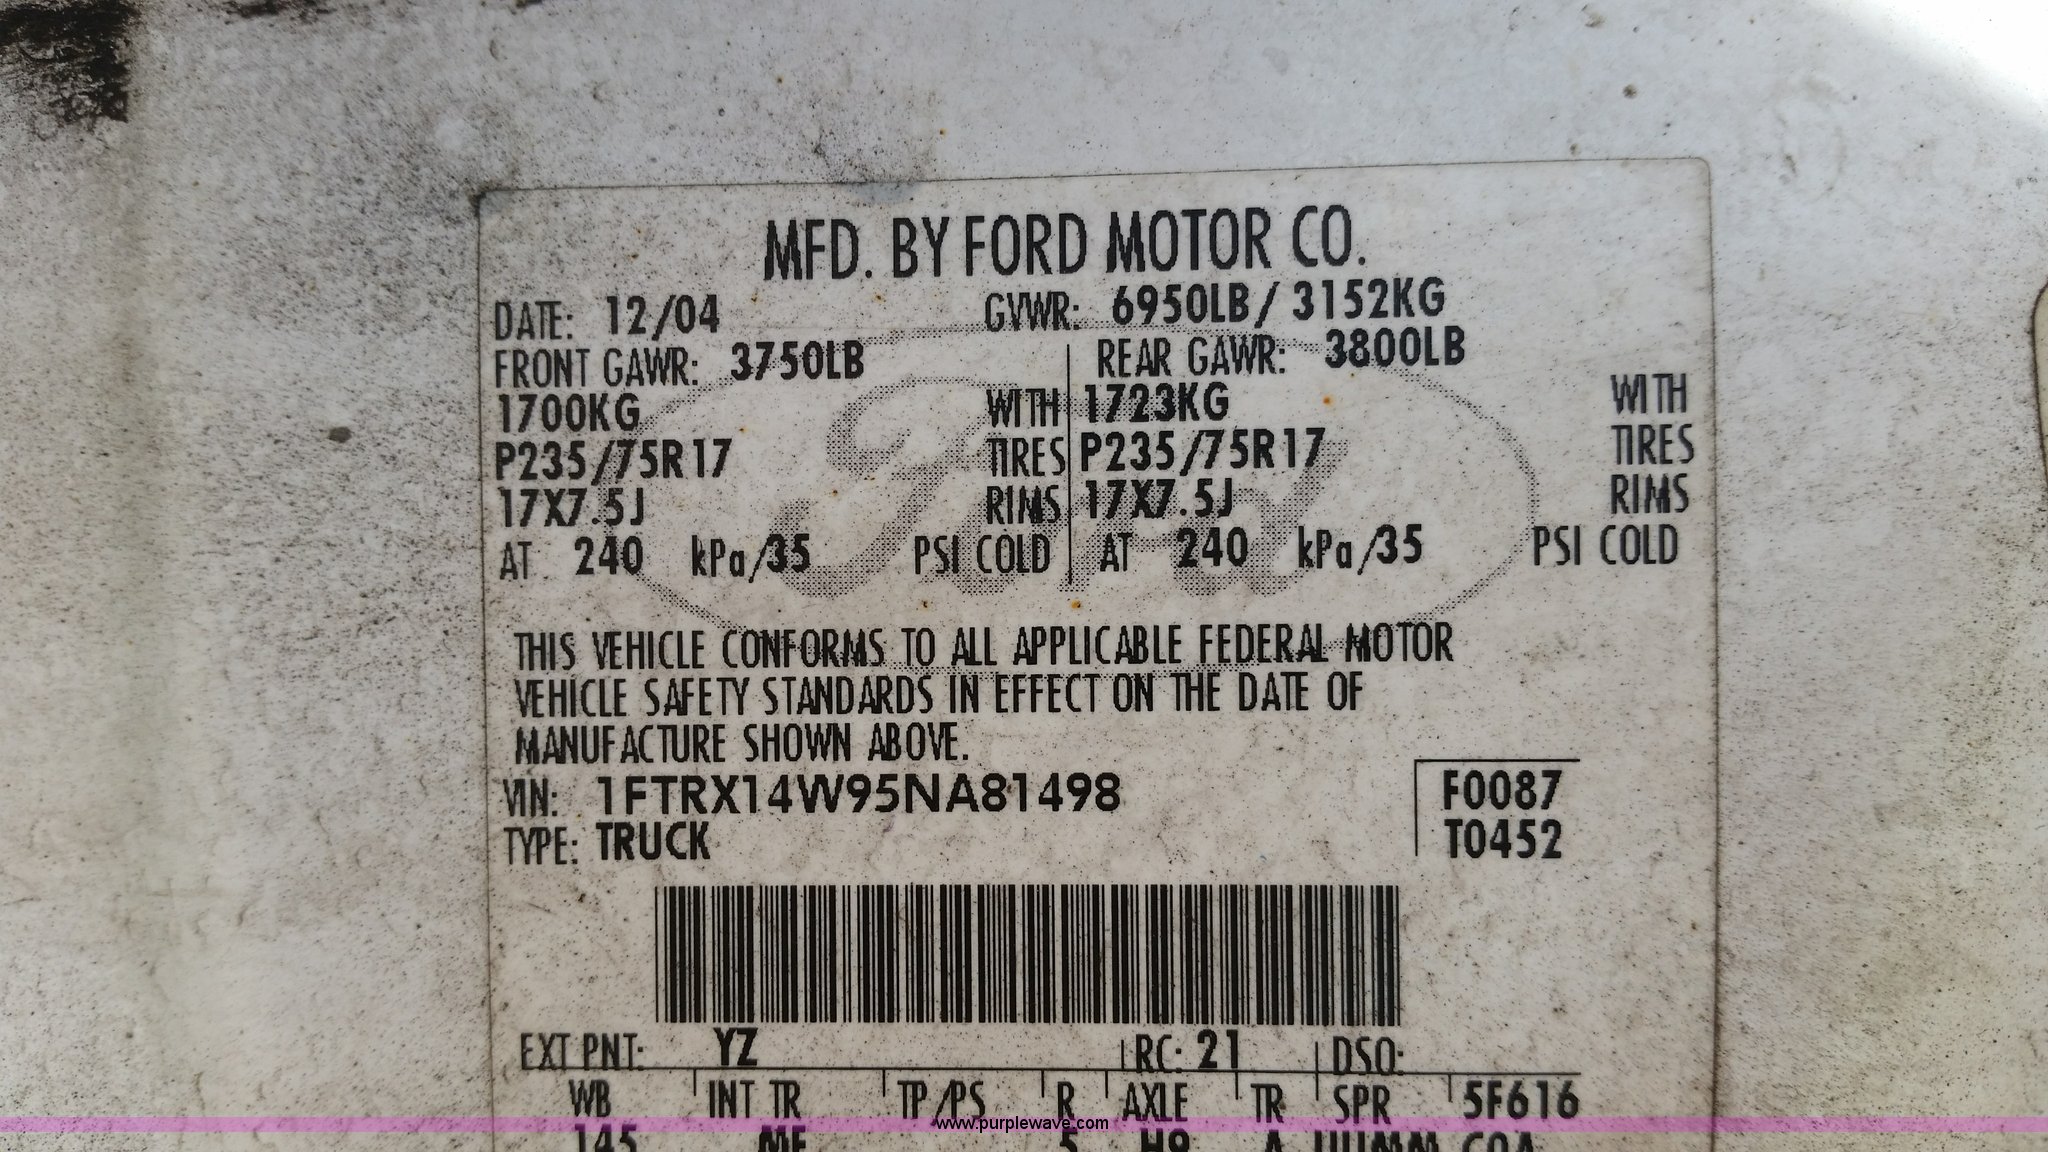 MFD. BY FORD MOTOR CO.
DATE: 12/04 GVWR: 6950LB/ 3152KG
FRONT GAWR: 3750LB REAR GAWR: 3800LB
1700KG WITH 1723KG WITH
P235/75R17 TIRES P235/75R17 TIRES
17X7.5J RIMS 17X7.5J RIMS
AT 240 kPa/35 PSI COLD AT 240 kPa/35 PSI COLD
Ford
THIS VEHICLE CONFORMS TO ALL APPLICABLE FEDERAL MOTOR
VEHICLE SAFETY STANDARDS IN EFFECT ON THE DATE OF
MANUFACTURE SHOWN ABOVE.
VIN: 1FTRX14W95NA81498 F0087
TYPE: TRUCK T0452
EXT PNT: YZ RC: 21 DSO:
WB INT TR TP/PS R AXLE TR SPR 5F616
www.purplewave.com
145 5 H9 A